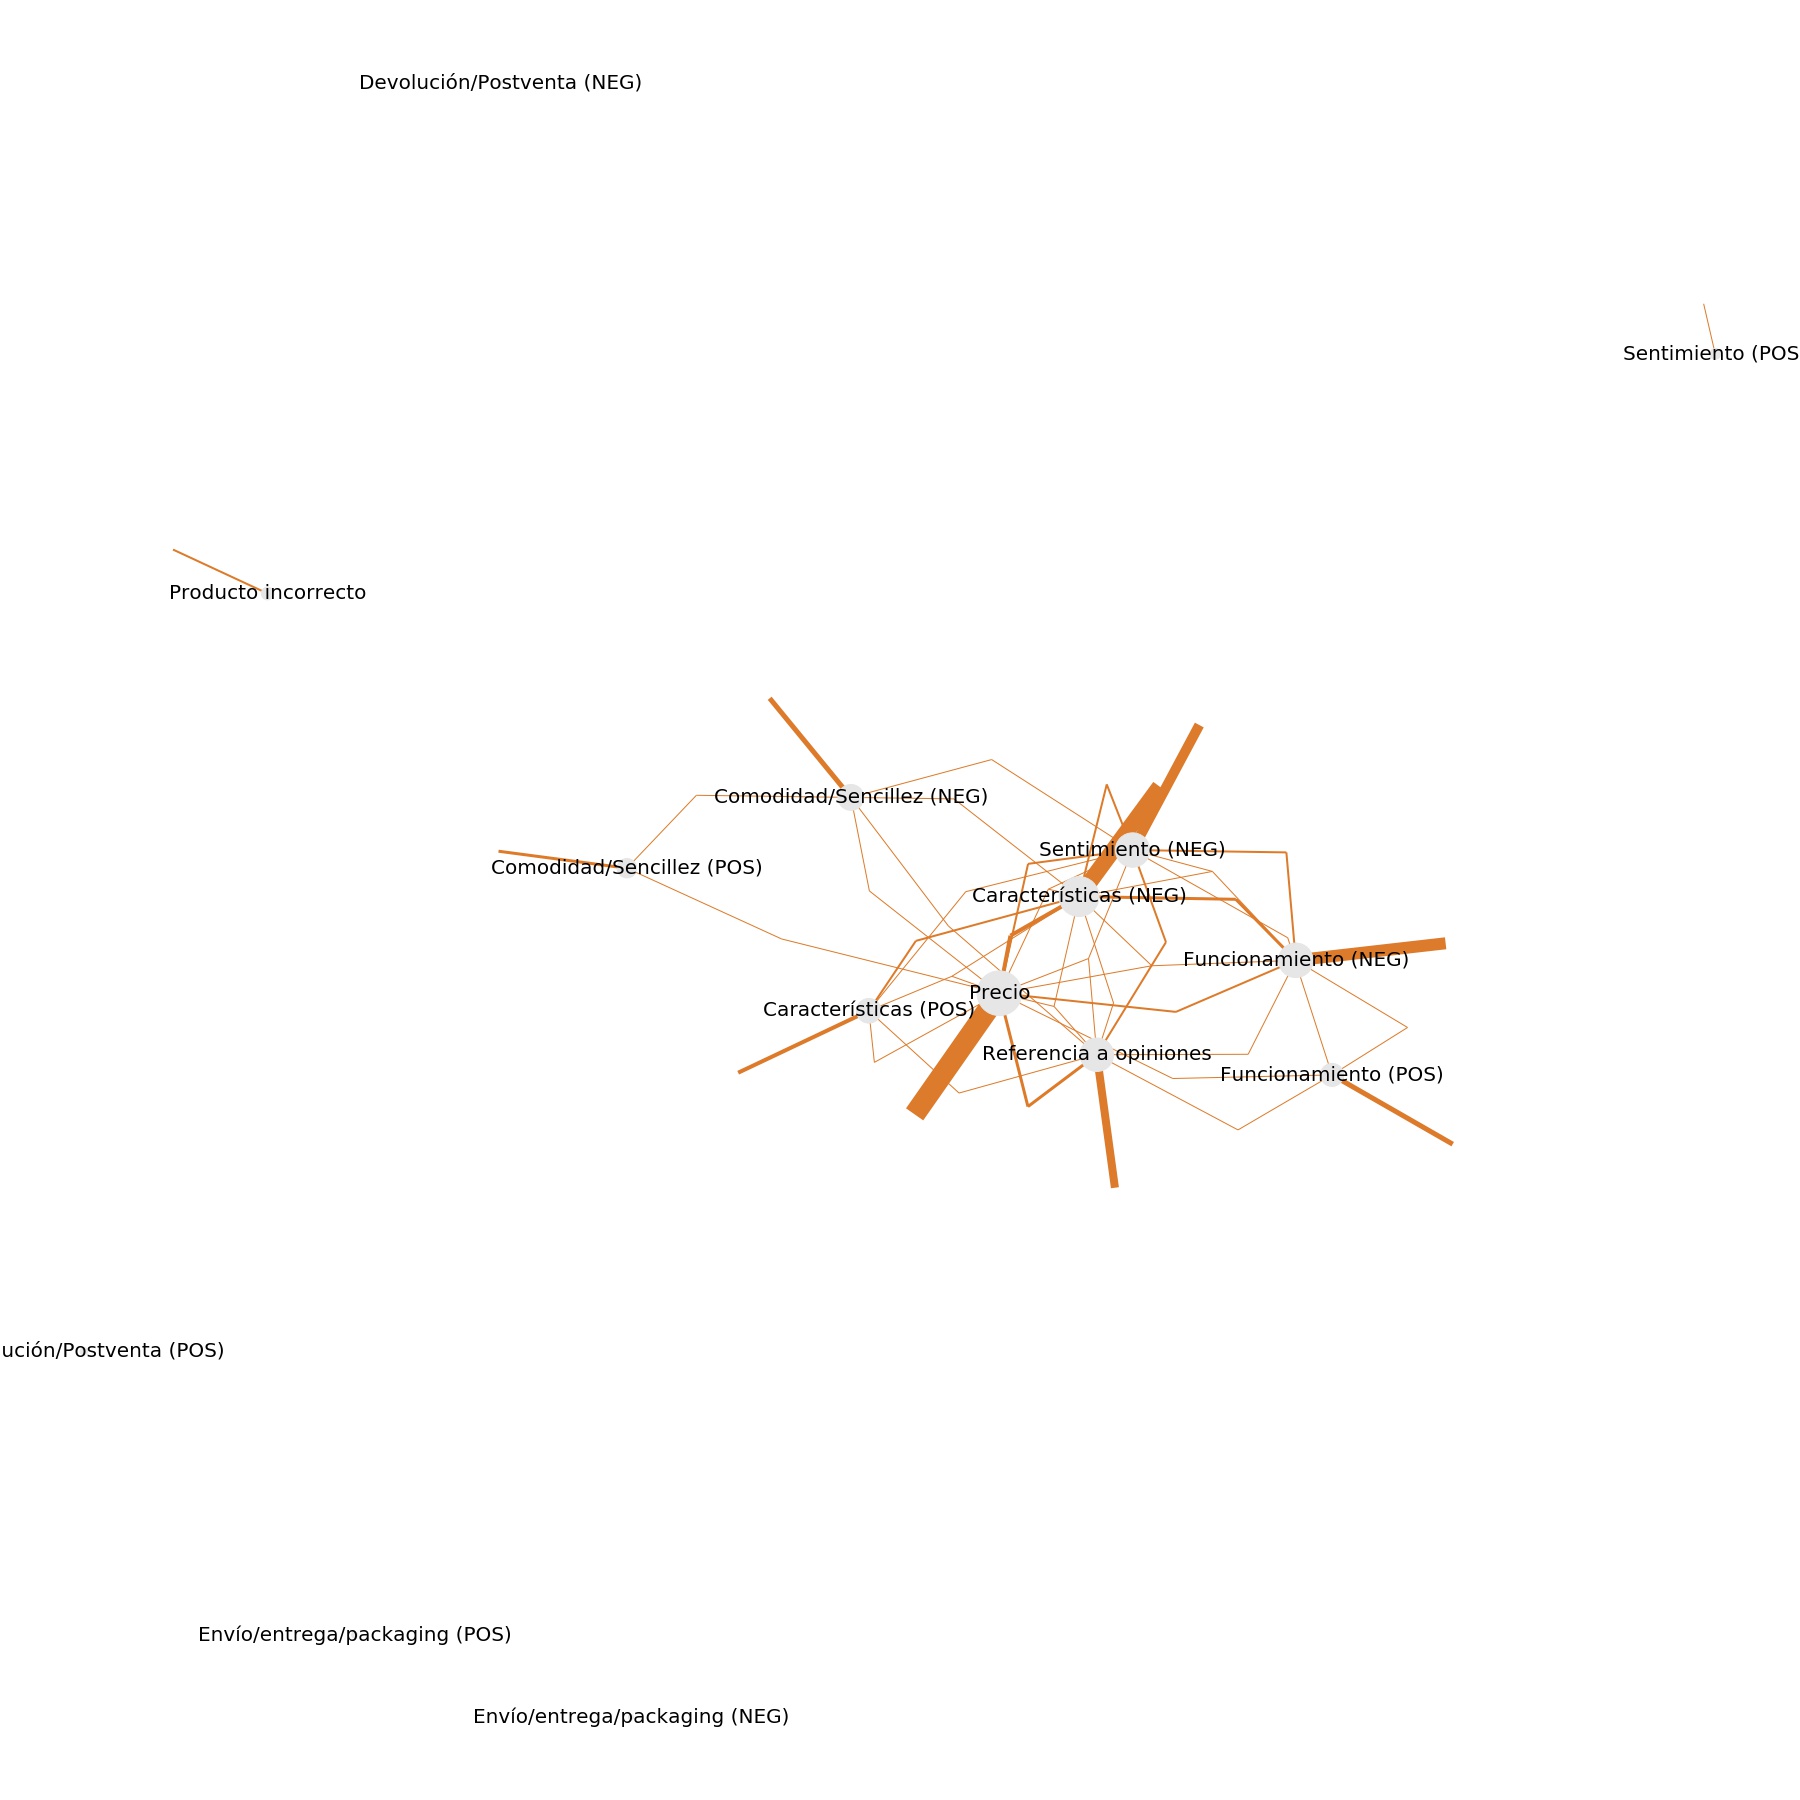 Devolución/Postventa (NEG)
Sentimiento (POS
Producto incorrecto
Comodidad/Sencillez (NEG)
Sentimiento (NEG)
Comodidad/Sencillez (POS)
Características (NEG)
Funcionamiento (NEG)
Precio
Características (POS)
Referencia a opiniones
Funcionamiento (POS)
ución/Postventa (POS)
Envío/entrega/packaging (POS)
Envío/entrega/packaging (NEG)